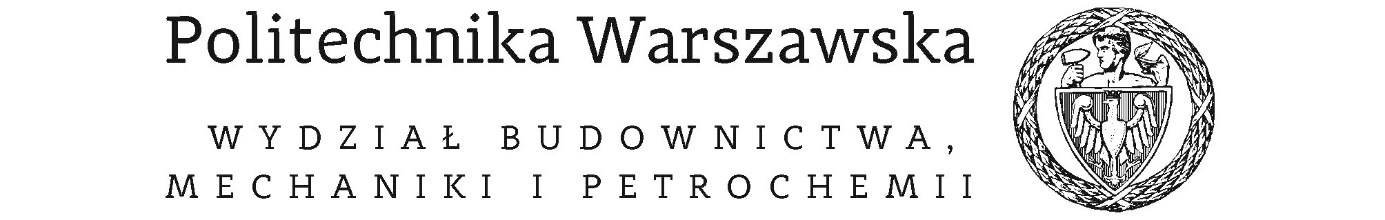 Politechnika Warszawska
WYDZIAŁ BUDOWNICTWA,
MECHANIKI I PETROCHEMII